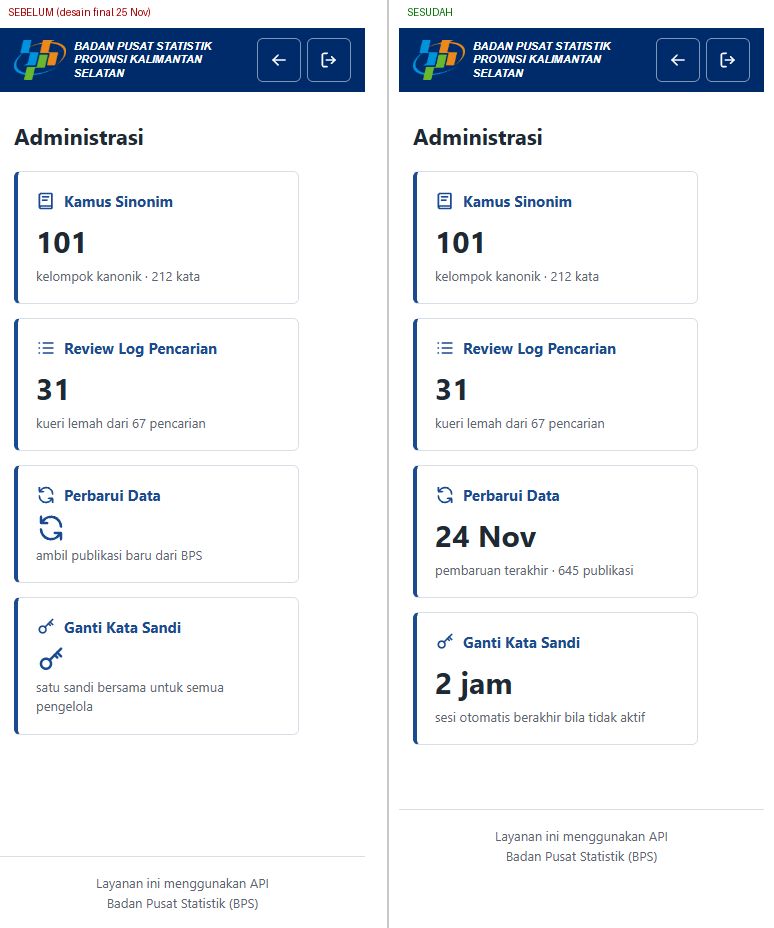 SEBELUM (desain final 25 Nov)
BADAN PUSAT STATISTIK
PROVINSI KALIMANTAN
SELATAN
Administrasi
Kamus Sinonim
101
kelompok kanonik · 212 kata
Review Log Pencarian
31
kueri lemah dari 67 pencarian
Perbarui Data
ambil publikasi baru dari BPS
Ganti Kata Sandi
satu sandi bersama untuk semua
pengelola
Layanan ini menggunakan API
Badan Pusat Statistik (BPS)
SESUDAH
BADAN PUSAT STATISTIK
PROVINSI KALIMANTAN
SELATAN
Administrasi
Kamus Sinonim
101
kelompok kanonik · 212 kata
Review Log Pencarian
31
kueri lemah dari 67 pencarian
Perbarui Data
24 Nov
pembaruan terakhir · 645 publikasi
Ganti Kata Sandi
2 jam
sesi otomatis berakhir bila tidak aktif
Layanan ini menggunakan API
Badan Pusat Statistik (BPS)